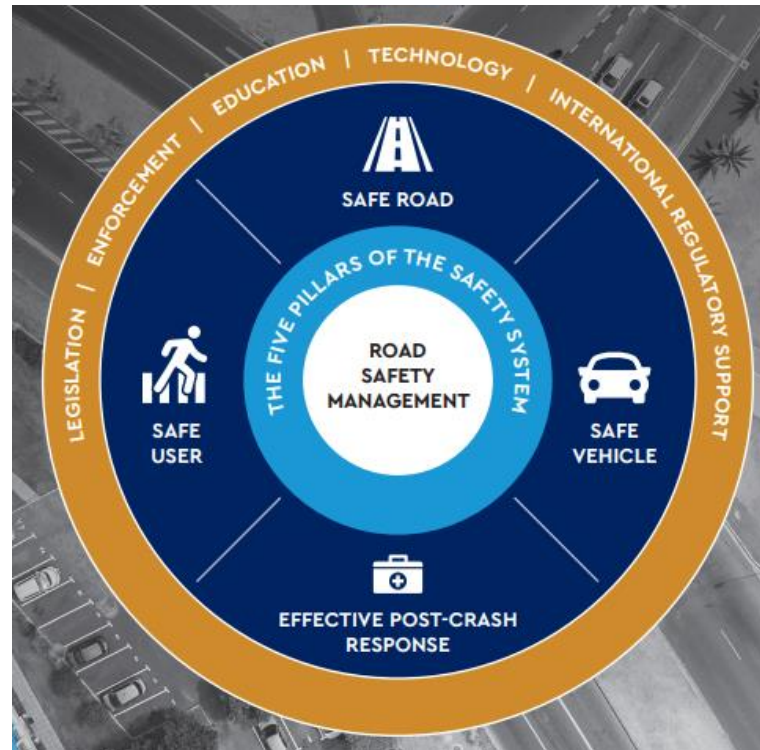 LEGISLATION | ENFORCEMENT | EDUCATION | TECHNOLOGY | INTERNATIONAL REGULATORY SUPPORT
SAFE ROAD
THE FIVE PILLARS OF THE SAFETY SYSTEM
ROAD
SAFETY
MANAGEMENT
SAFE
USER
SAFE
VEHICLE
EFFECTIVE POST-CRASH
RESPONSE